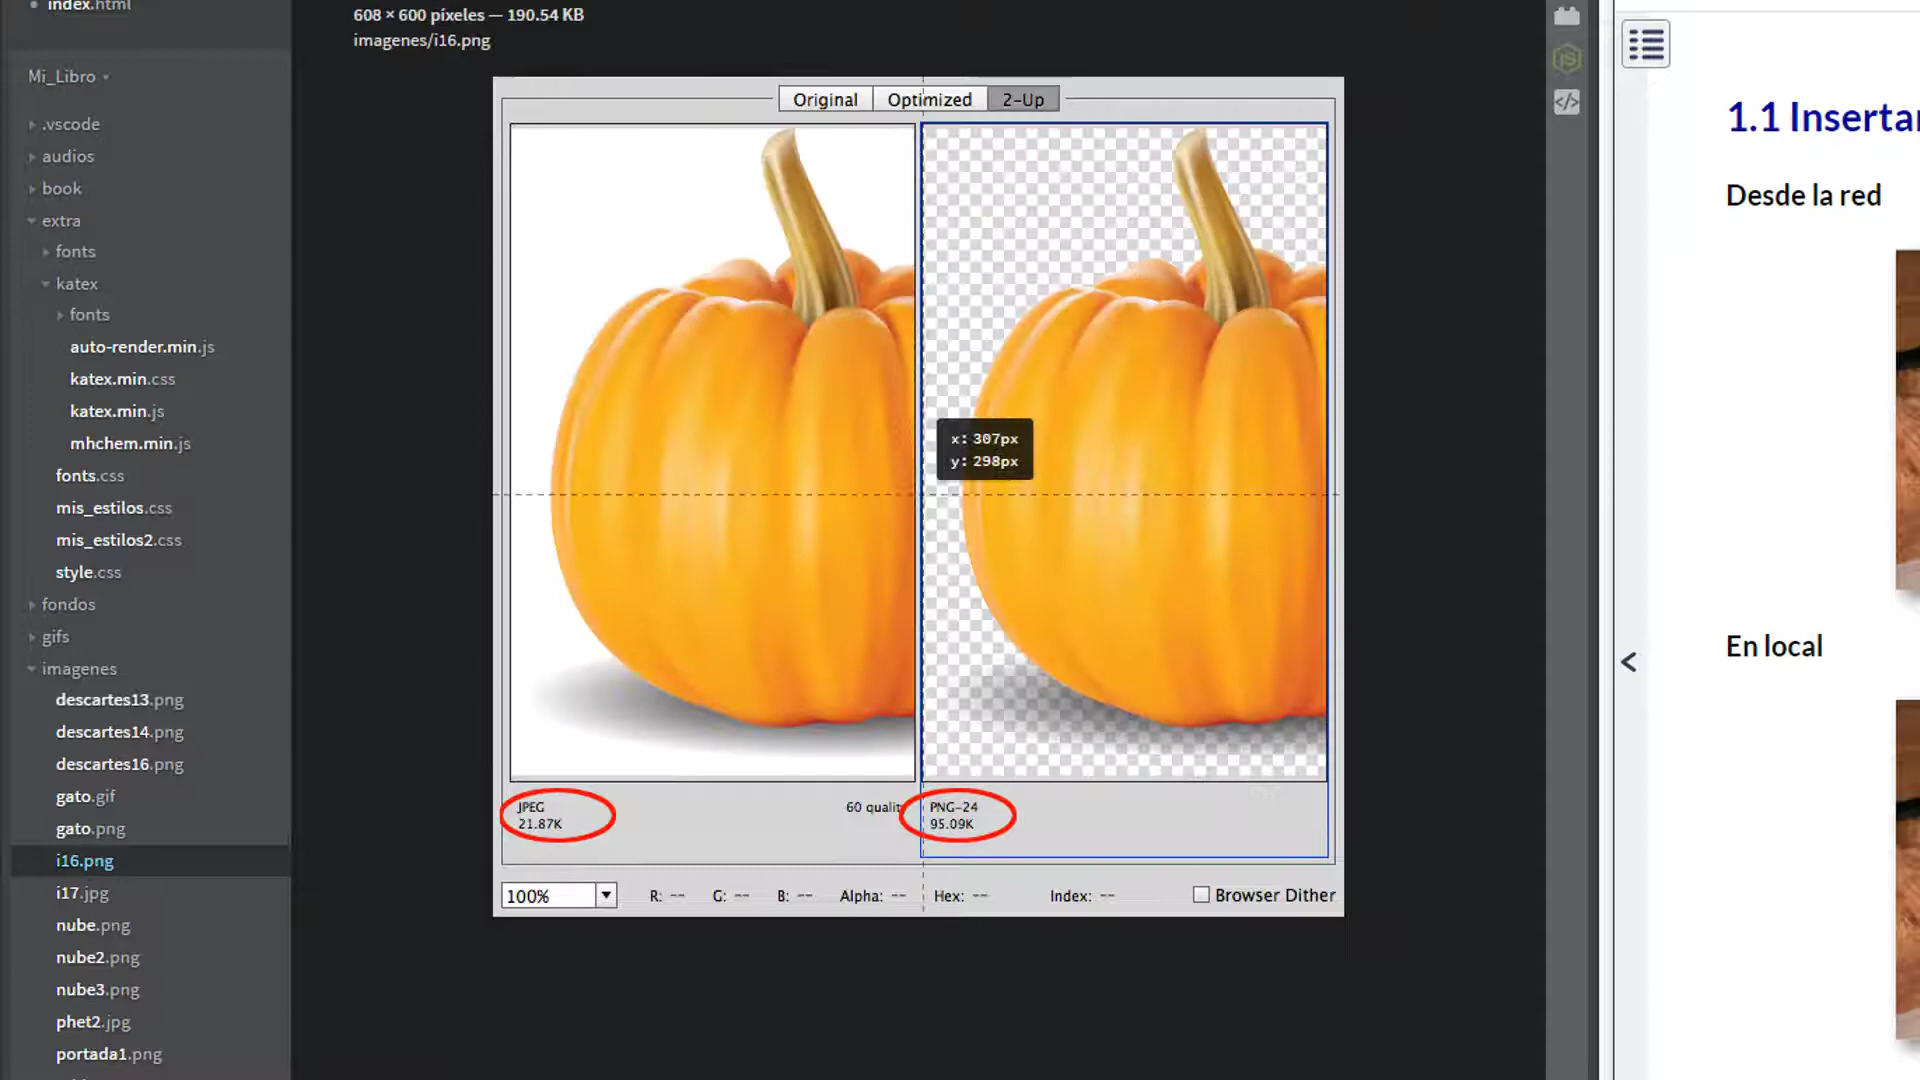 index.html
Mi_Libro
.vscode
audios
book
extra
fonts
katex
fonts
auto-render.min.js
katex.min.css
katex.min.js
mhchem.min.js
fonts.css
mis_estilos.css
mis_estilos2.css
style.css
fondos
gifs
imagenes
descartes13.png
descartes14.png
descartes16.png
gato.gif
gato.png
i16.png
i17.jpg
nube.png
nube2.png
nube3.png
phet2.jpg
portada1.png
608 × 600 píxeles — 190.54 KB
imagenes/i16.png
Original Optimized 2-Up
x: 307px
y: 298px
JPEG
21.87K
60 quality
PNG-24
95.09K
100% R: -- G: -- B: -- Alpha: -- Hex: -- Index: -- Browser Dither
JS
</>
1.1 Insertar
Desde la red
En local